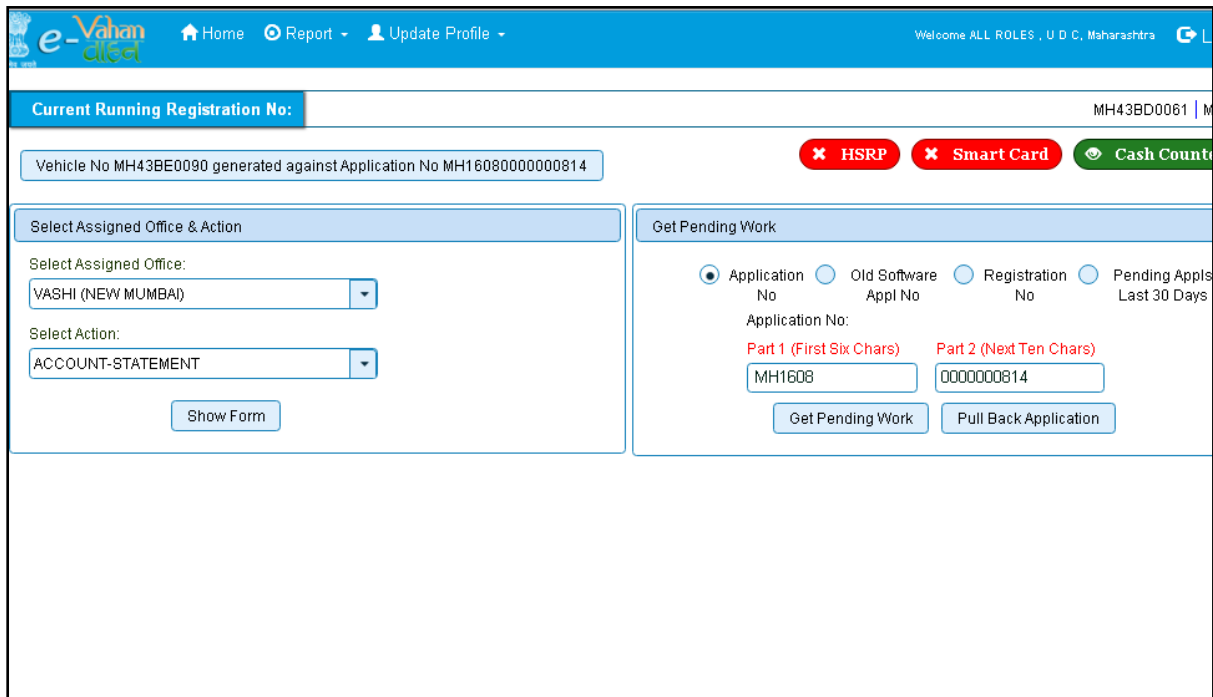 e-Vahan
वाहन
Home Report Update Profile Welcome ALL ROLES , U D C, Maharashtra L
Current Running Registration No: MH43BD0061 | M
Vehicle No MH43BE0090 generated against Application No MH16080000000814
HSRP Smart Card Cash Counte
Select Assigned Office & Action
Select Assigned Office:
VASHI (NEW MUMBAI)
Select Action:
ACCOUNT-STATEMENT
Show Form
Get Pending Work
Application No
Old Software Appl No
Registration No
Pending Appls Last 30 Days
Application No:
Part 1 (First Six Chars) Part 2 (Next Ten Chars)
MH1608 0000000814
Get Pending Work Pull Back Application